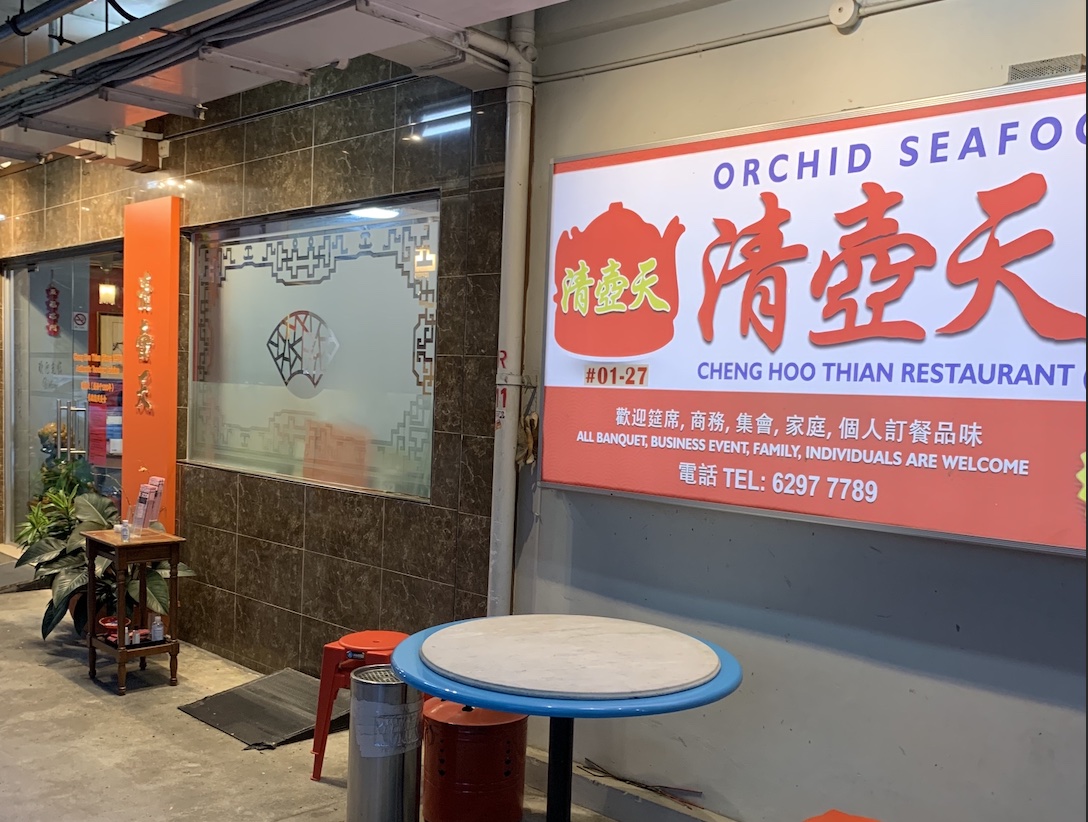 ORCHID SEAFO
清壺天
清壺天
#01-27
CHENG HOO THIAN RESTAURANT
歡迎筵席, 商務, 集會, 家庭, 個人訂餐品味
ALL BANQUET, BUSINESS EVENT, FAMILY, INDIVIDUALS ARE WELCOME
電話 TEL: 6297 7789
清壺天